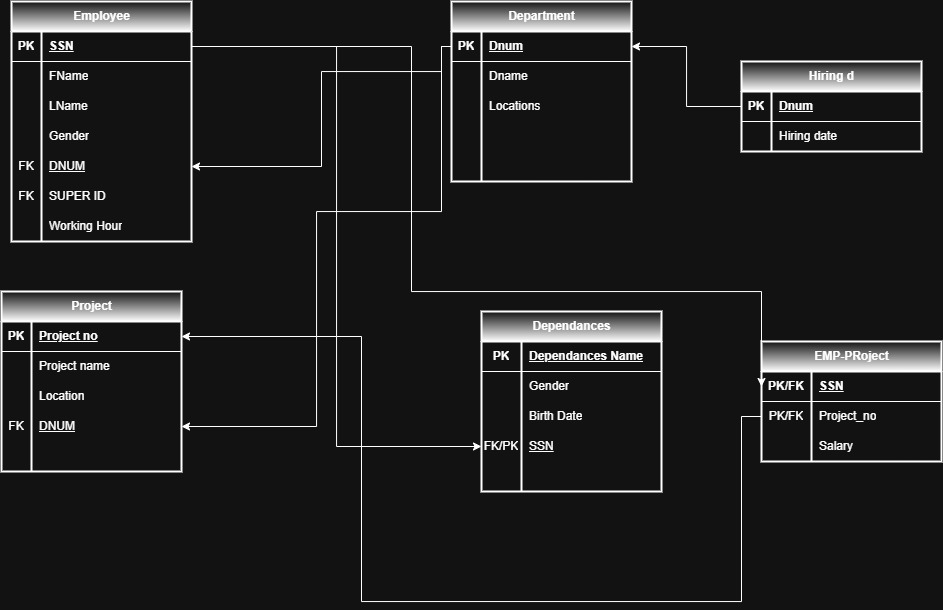 Employee
PK SSN
FName
LName
Gender
FK DNUM
FK SUPER ID
Working Hour
Department
PK Dnum
Dname
Locations
Hiring d
PK Dnum
Hiring date
Project
PK Project no
Project name
Location
FK DNUM
Dependances
PK Dependances Name
Gender
Birth Date
FK/PK SSN
EMP-PRoject
PK/FK SSN
PK/FK Project_no
Salary